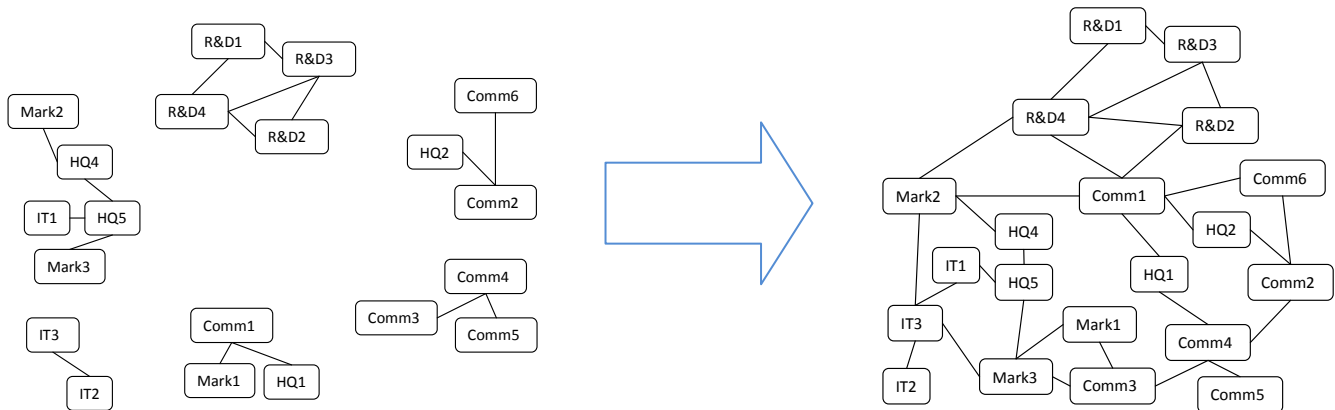 R&D1
R&D3
R&D4
R&D2
Mark2
HQ4
IT1
HQ5
Mark3
Comm6
HQ2
Comm2
Comm4
Comm3
Comm5
IT3
IT2
Comm1
Mark1
HQ1
R&D1
R&D3
R&D4
R&D2
Mark2
Comm1
Comm6
HQ4
HQ2
IT1
HQ5
HQ1
Comm2
IT3
Mark1
Comm4
IT2
Mark3
Comm3
Comm5